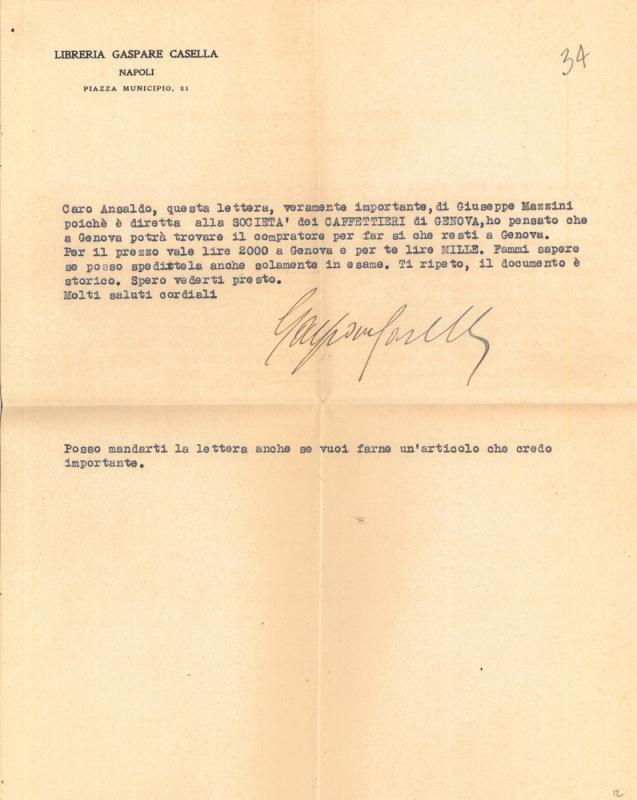 LIBRERIA GASPARE CASELLA
NAPOLI
PIAZZA MUNICIPIO, 81
34
Caro Ansaldo, questa lettera, veramente importante, di Giuseppe Mazzini
poichè è diretta alla SOCIETA' dei CAFFETTIERI di GENOVA, ho pensato che
a Genova potrà trovare il compratore per far si che resti a Genova.
Per il prezzo vale lire 2000 a Genova e per te lire MILLE. Fammi sapere
se posso spedittela anche solamente in esame. Ti ripeto, il documento è
storico. Spero vederti presto.
Molti saluti cordiali
Gaspare Casella
Posso mandarti la lettera anche se vuoi farne un'articolo che credo
importante.
12